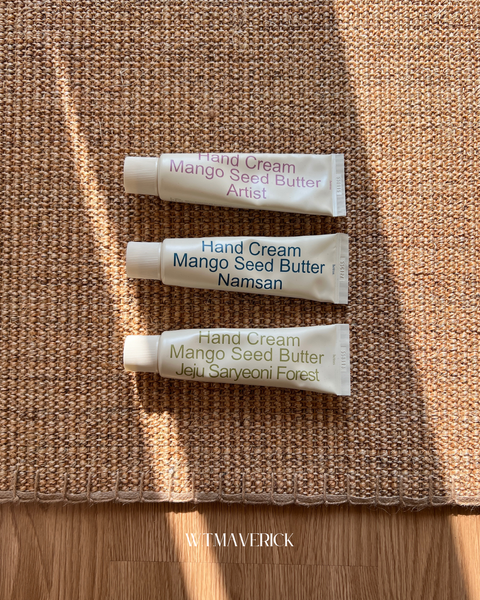 Hand Cream
Mango Seed Butter
Artist
Hand Cream
Mango Seed Butter
Namsan
Hand Cream
Mango Seed Butter
Jeju Saryeoni Forest
WTMAVERICK